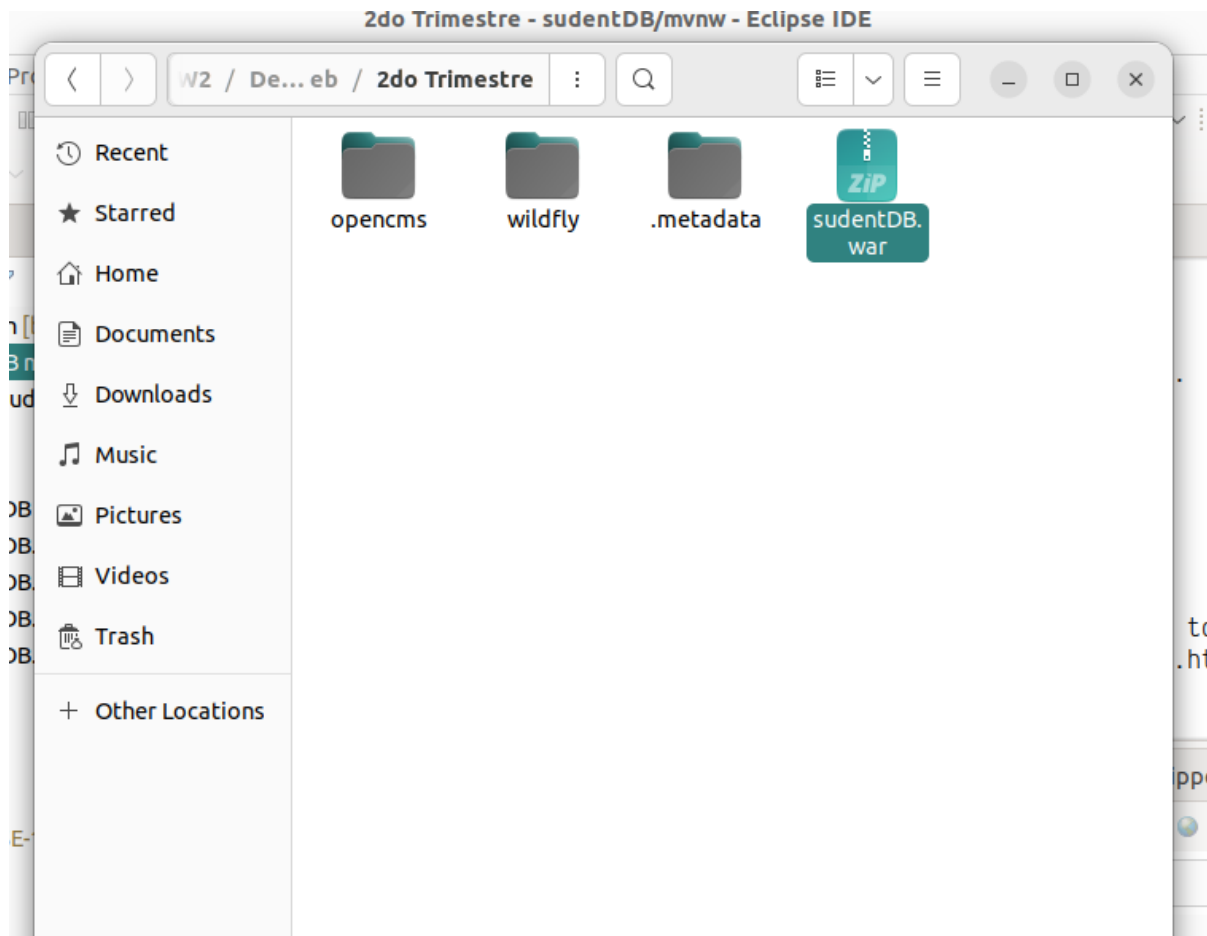 2do Trimestre - sudentDB/mvnw - Eclipse IDE
W2 / De... eb / 2do Trimestre
Recent
Starred
Home
Documents
Downloads
Music
Pictures
Videos
Trash
Other Locations
opencms
wildfly
.metadata
ZiP
sudentDB.
war